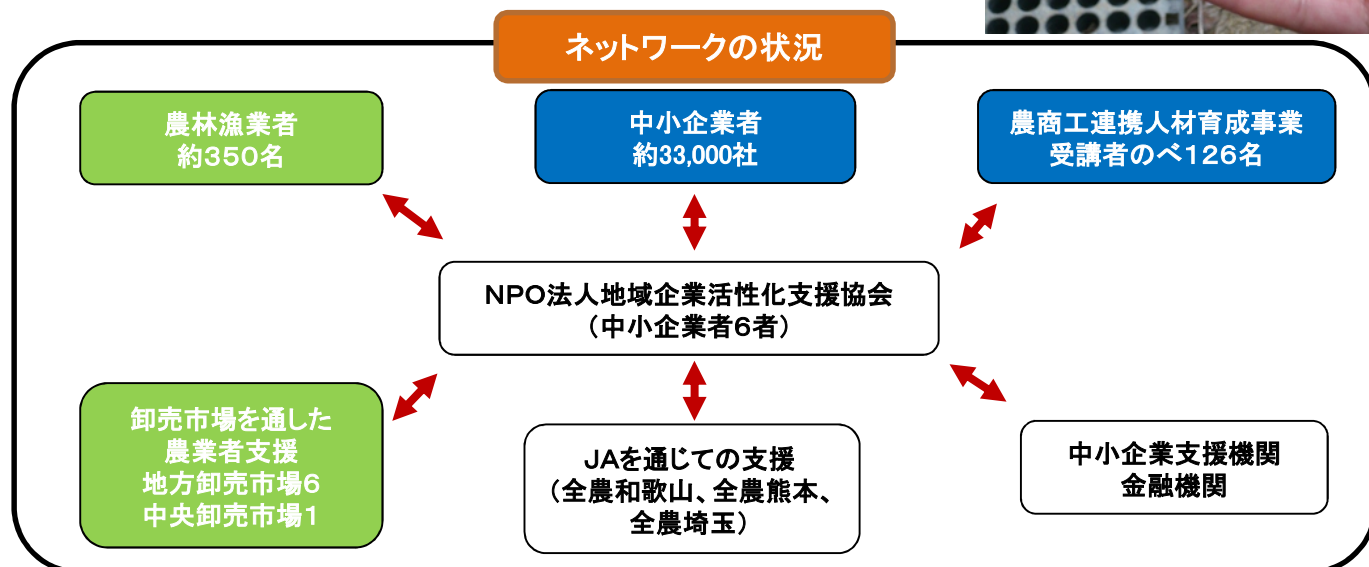 ネットワークの状況
農林漁業者
約350名
中小企業者
約33,000社
農商工連携人材育成事業
受講者のべ126名
NPO法人地域企業活性化支援協会
(中小企業者6者)
卸売市場を通した
農業者支援
地方卸売市場6
中央卸売市場1
JAを通じての支援
(全農和歌山、全農熊本、
全農埼玉)
中小企業支援機関
金融機関